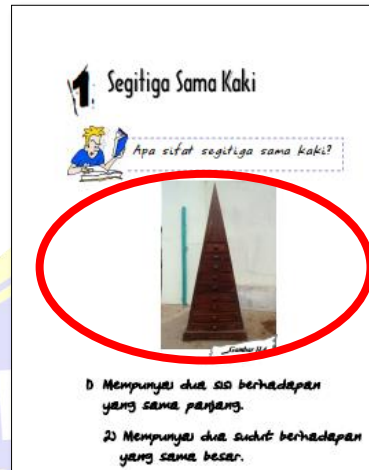 1. Segitiga Sama Kaki
Apa sifat segitiga sama kaki?
1) Mempunyai dua sisi berhadapan
yang sama panjang.
2) Mempunyai dua sudut berhadapan
yang sama besar.